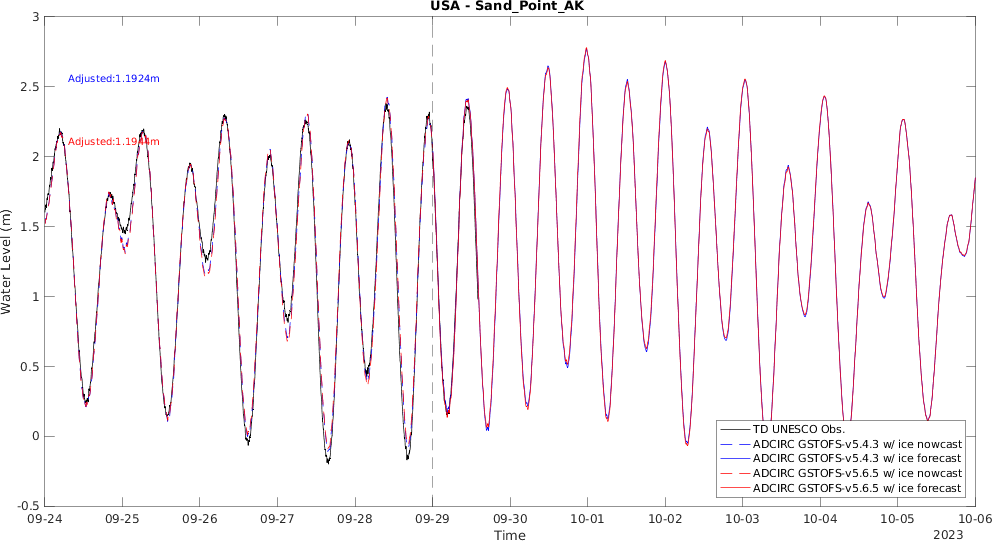 USA - Sand_Point_AK
3
2.5
2
1.5
1
0.5
0
-0.5
Water Level (m)
Adjusted:1.1924m
Adjusted:1.1944m
TD UNESCO Obs.
ADCIRC GSTOFS-v5.4.3 w/ ice nowcast
ADCIRC GSTOFS-v5.4.3 w/ ice forecast
ADCIRC GSTOFS-v5.6.5 w/ ice nowcast
ADCIRC GSTOFS-v5.6.5 w/ ice forecast
09-24 09-25 09-26 09-27 09-28 09-29 09-30 10-01 10-02 10-03 10-04 10-05 10-06
Time
2023